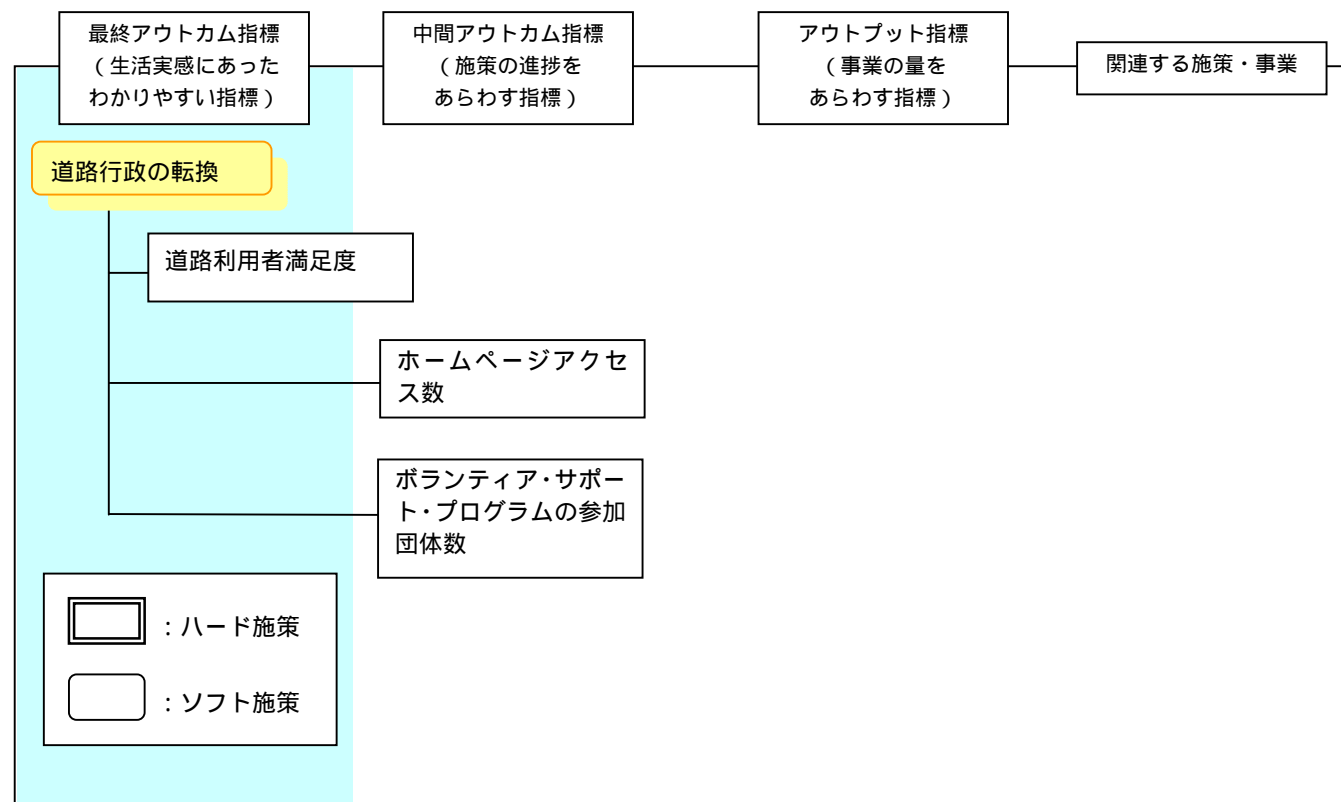 最終アウトカム指標
（生活実感にあった
わかりやすい指標）
中間アウトカム指標
（施策の進捗を
あらわす指標）
アウトプット指標
（事業の量を
あらわす指標）
関連する施策・事業
道路行政の転換
道路利用者満足度
ホームページアクセ
ス数
ボランティア・サポー
ト・プログラムの参加
団体数
：ハード施策
：ソフト施策